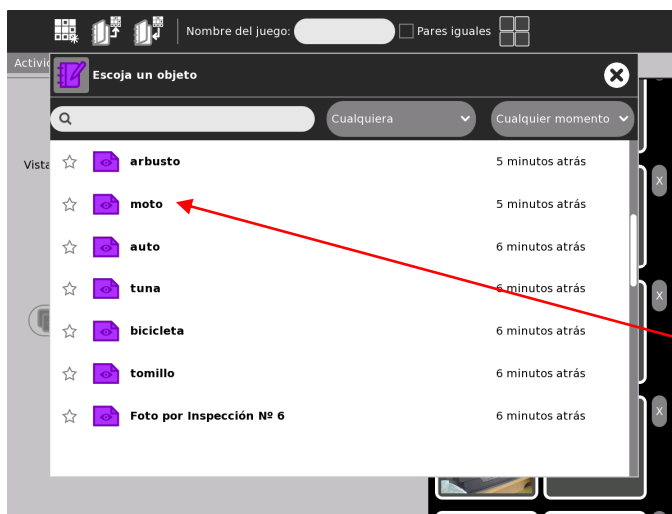 Nombre del juego:
Pares iguales
Escoja un objeto
Cualquiera
Cualquier momento
Vista
arbusto 5 minutos atrás
moto 5 minutos atrás
auto 6 minutos atrás
tuna 6 minutos atrás
bicicleta 6 minutos atrás
tomillo 6 minutos atrás
Foto por Inspección Nº 6 6 minutos atrás
X
X
X